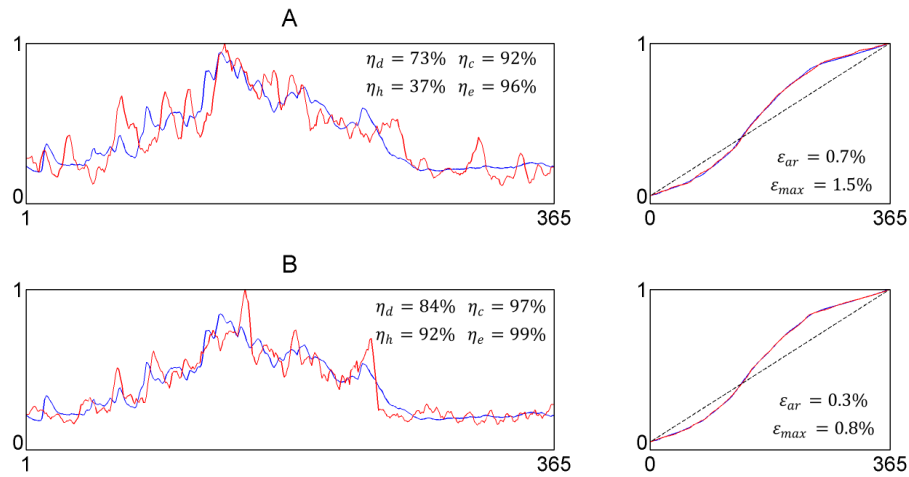 A
1
η_d = 73% η_c = 92%
η_h = 37% η_e = 96%
0
1 365
1
ε_ar = 0.7%
ε_max = 1.5%
0
0 365
B
1
η_d = 84% η_c = 97%
η_h = 92% η_e = 99%
0
1 365
1
ε_ar = 0.3%
ε_max = 0.8%
0
0 365